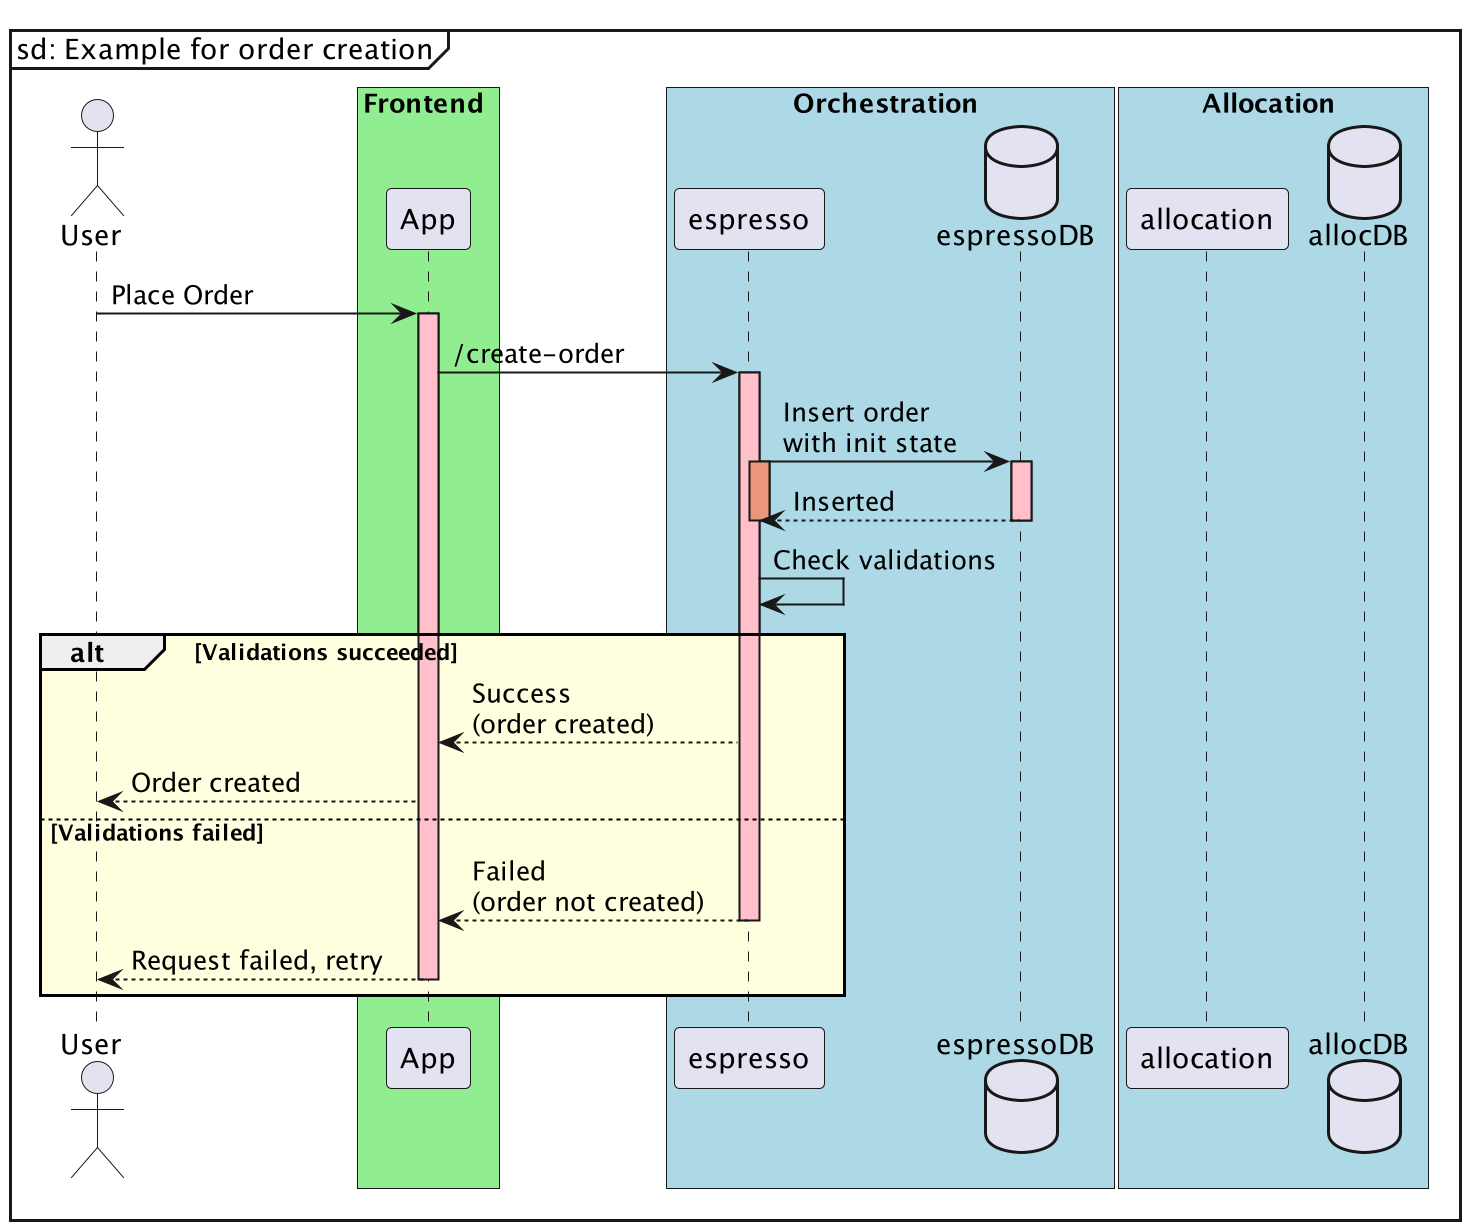 sd: Example for order creation
Frontend
Orchestration
Allocation
User
App
espresso
espressoDB
allocation
allocDB
Place Order
/create-order
Insert order
with init state
Inserted
Check validations
alt
[Validations succeeded]
Success
(order created)
Order created
[Validations failed]
Failed
(order not created)
Request failed, retry
User
App
espresso
espressoDB
allocation
allocDB